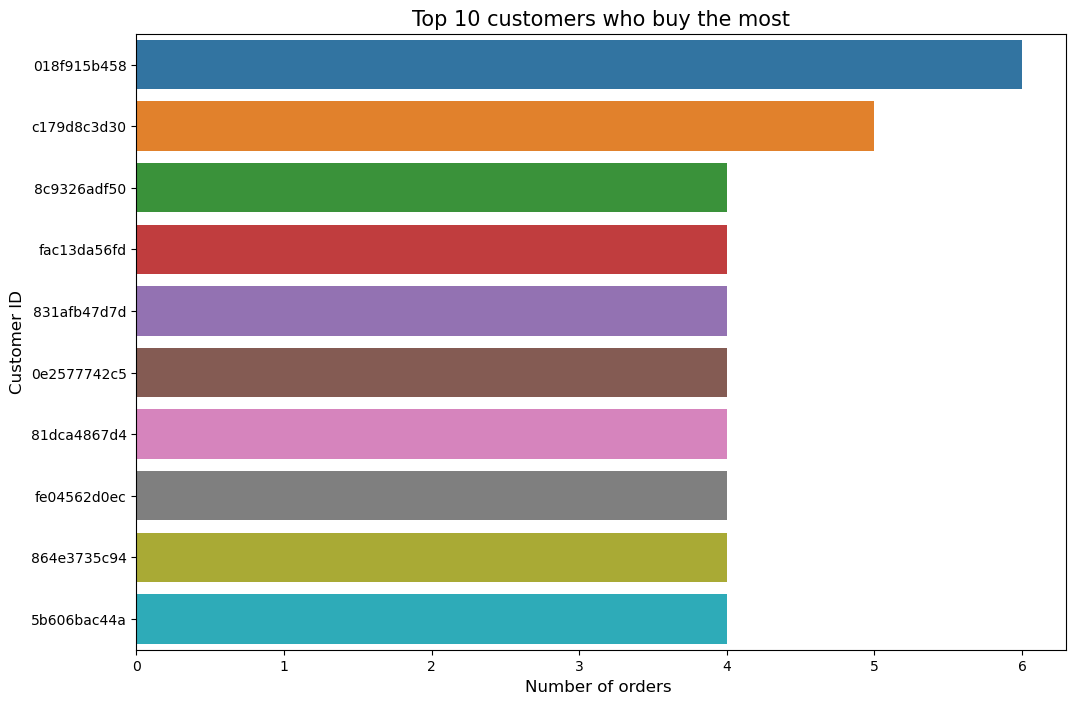 Top 10 customers who buy the most
Customer ID
018f915b458
c179d8c3d30
8c9326adf50
fac13da56fd
831afb47d7d
0e2577742c5
81dca4867d4
fe04562d0ec
864e3735c94
5b606bac44a
0 1 2 3 4 5 6
Number of orders